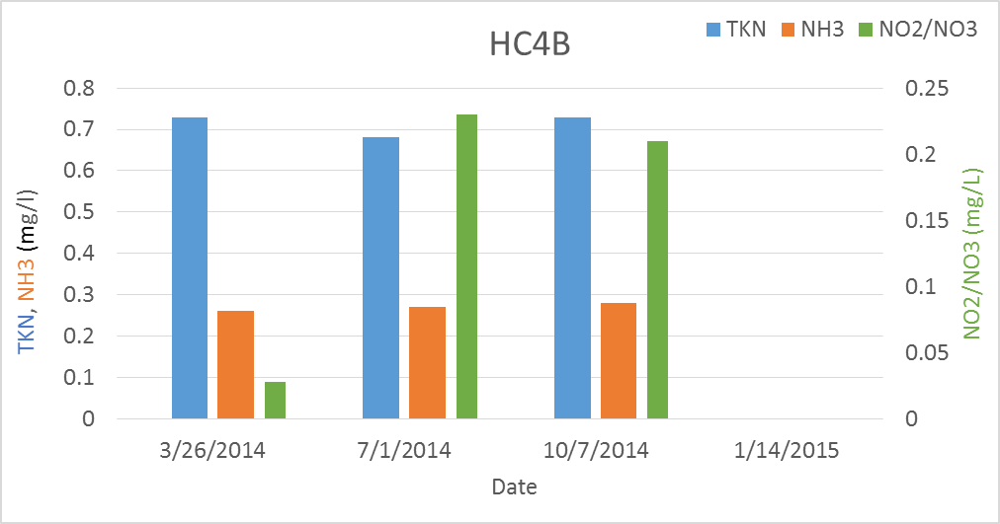 HC4B
TKN NH3 NO2/NO3
TKN, NH3 (mg/l)
0.8
0.7
0.6
0.5
0.4
0.3
0.2
0.1
0
0.25
0.2
0.15
0.1
0.05
0
NO2/NO3 (mg/L)
3/26/2014 7/1/2014 10/7/2014 1/14/2015
Date